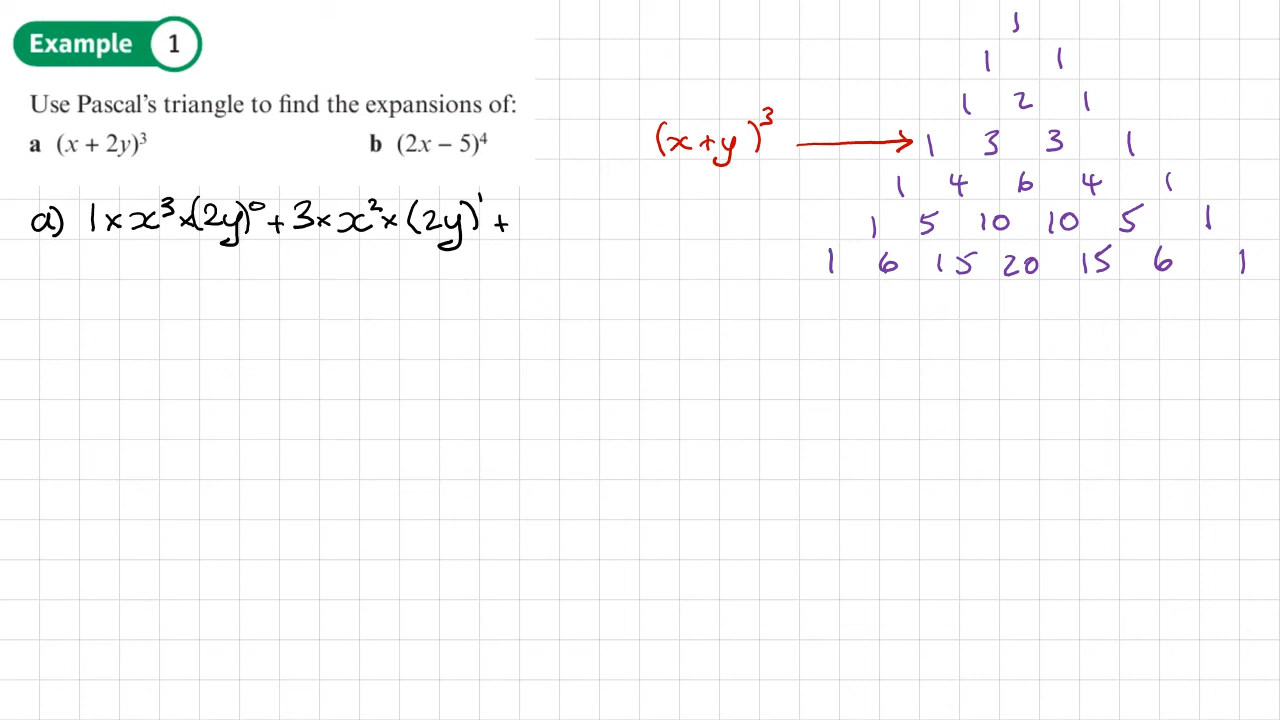 Example 1
Use Pascal's triangle to find the expansions of:
a (x + 2y)³ b (2x − 5)⁴
a) 1 × x³ × (2y)⁰ + 3 × x² × (2y)¹ +
1
1 1
1 2 1
(x + y)³ → 1 3 3 1
1 4 6 4 1
1 5 10 10 5 1
1 6 15 20 15 6 1